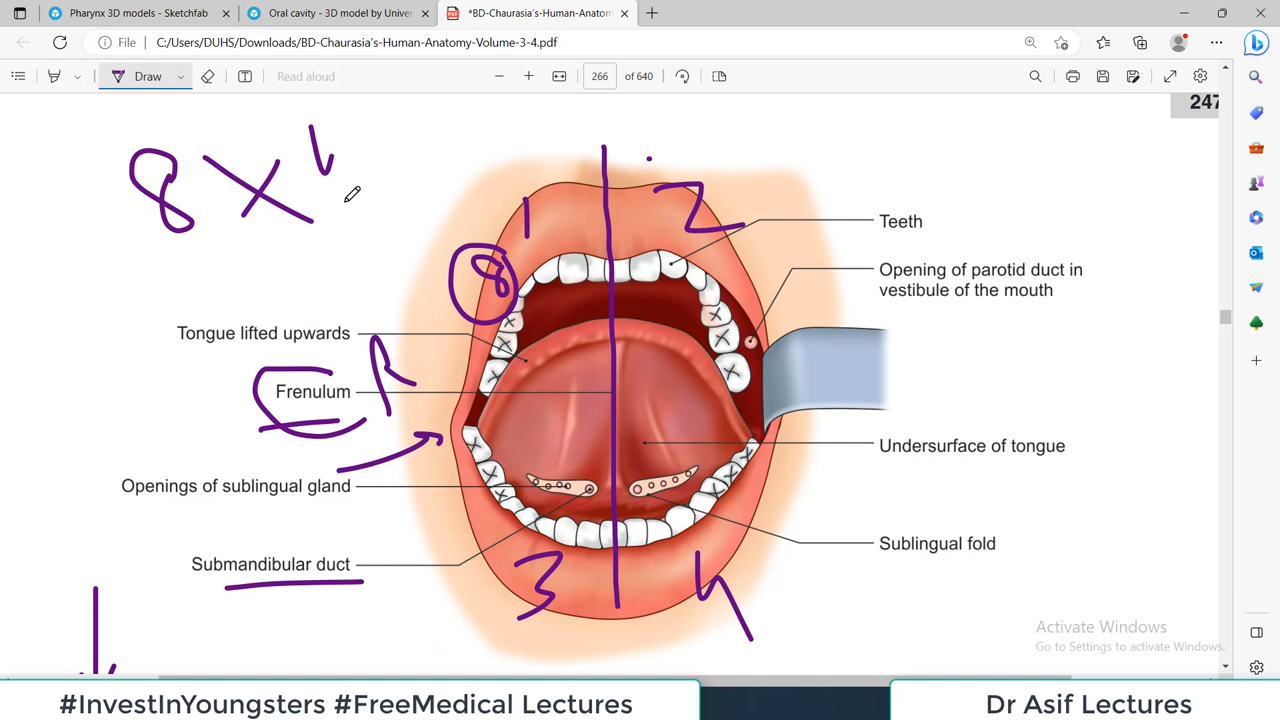 Pharynx 3D models - Sketchfab
Oral cavity - 3D model by Univer
*BD-Chaurasia's-Human-Anatom
File C:/Users/DUHS/Downloads/BD-Chaurasia's-Human-Anatomy-Volume-3-4.pdf
Draw Read aloud 266 of 640
247
8 X 4
1 2
8
Teeth
Opening of parotid duct in
vestibule of the mouth
Tongue lifted upwards
Frenulum
Undersurface of tongue
Openings of sublingual gland
Sublingual fold
Submandibular duct
3 4
Activate Windows
Go to Settings to activate Windows.
#InvestInYoungsters #FreeMedical Lectures
Dr Asif Lectures